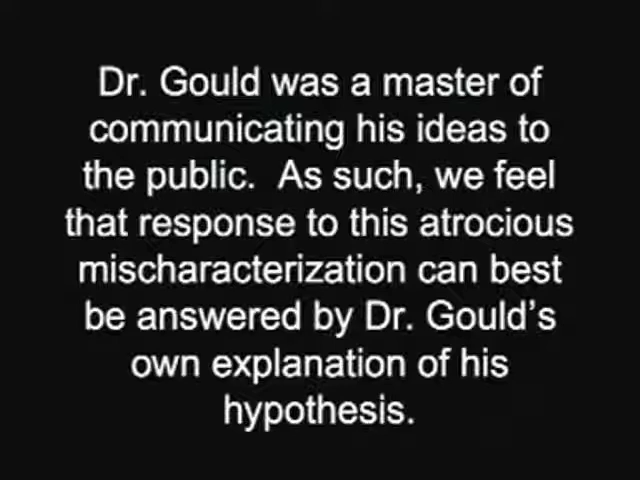 Dr. Gould was a master of
communicating his ideas to
the public.  As such, we feel
that response to this atrocious
mischaracterization can best
be answered by Dr. Gould’s
own explanation of his
hypothesis.